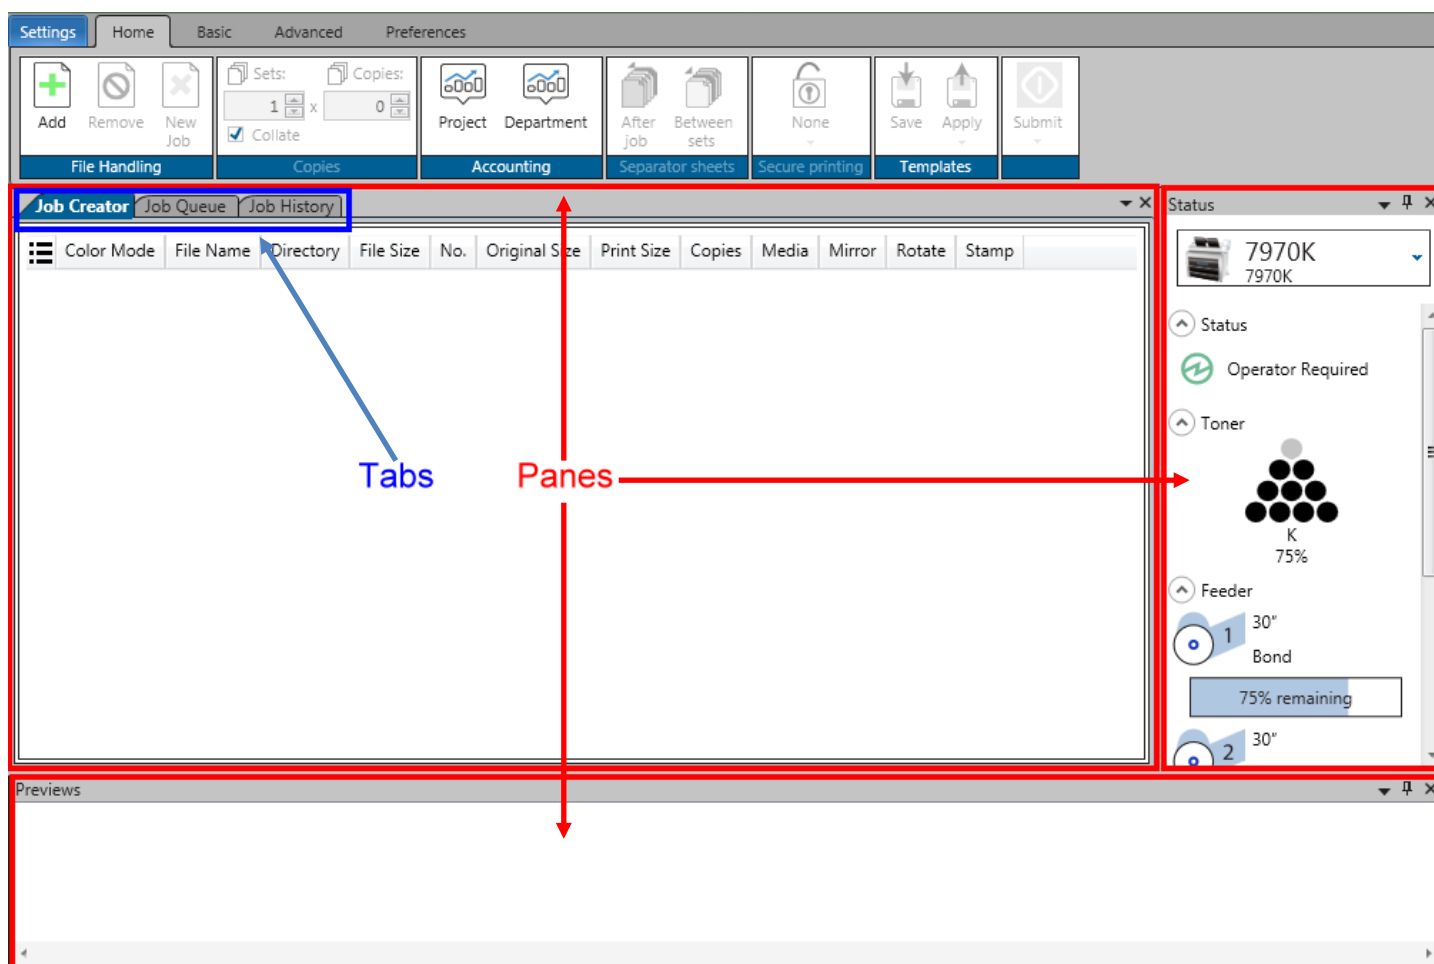 Settings Home Basic Advanced Preferences
Sets: Copies:
1 x 0
Collate
Add Remove New Job
Project Department
After job Between sets
None
Save Apply
Submit
File Handling Copies Accounting Separator sheets Secure printing Templates
Job Creator Job Queue Job History
Color Mode File Name Directory File Size No. Original Size Print Size Copies Media Mirror Rotate Stamp
Tabs Panes
Status
7970K
7970K
Status
Operator Required
Toner
K
75%
Feeder
1 30"
Bond
75% remaining
2 30"
Previews